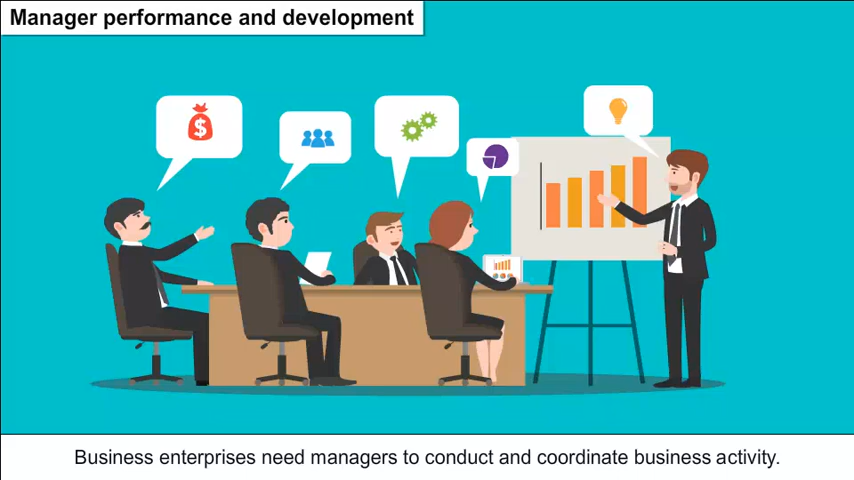 Manager performance and development
$
Business enterprises need managers to conduct and coordinate business activity.